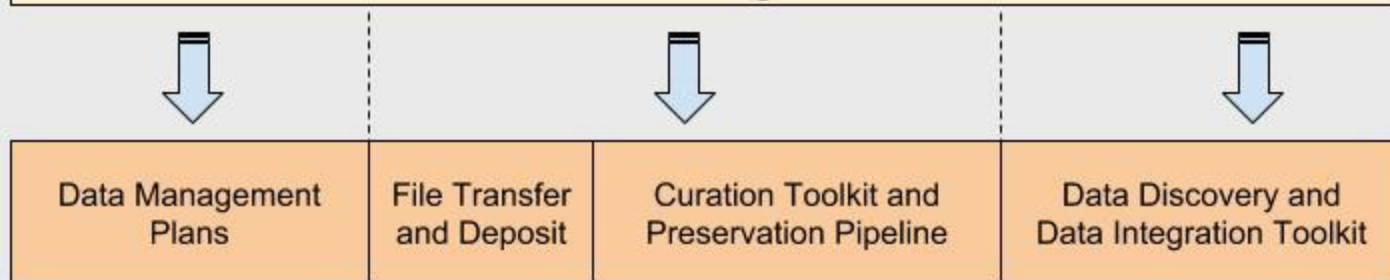 Data Management
Plans
File Transfer
and Deposit
Curation Toolkit and
Preservation Pipeline
Data Discovery and
Data Integration Toolkit